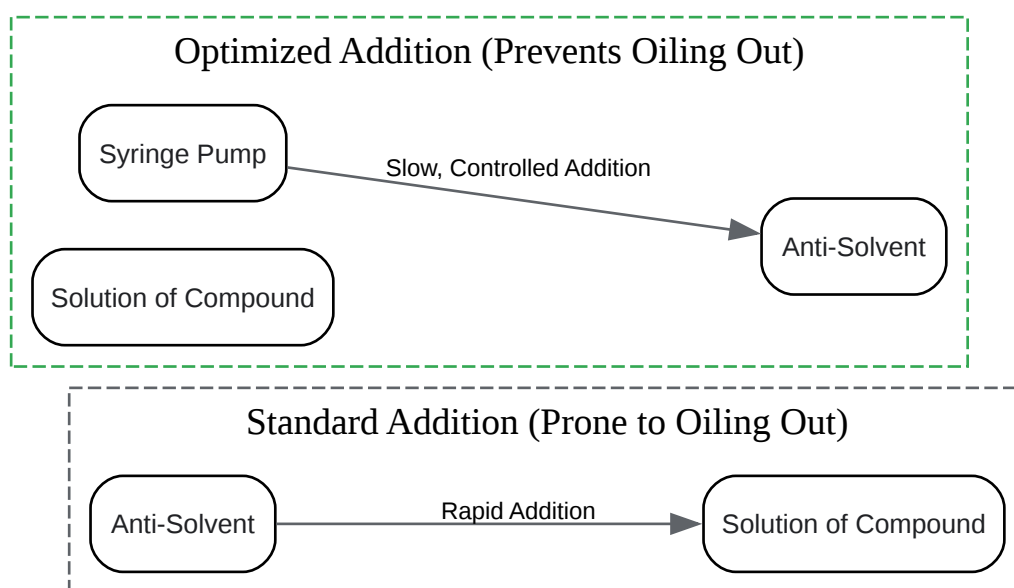 Optimized Addition (Prevents Oiling Out)
Syringe Pump
Slow, Controlled Addition
Anti-Solvent
Solution of Compound
Standard Addition (Prone to Oiling Out)
Anti-Solvent
Rapid Addition
Solution of Compound